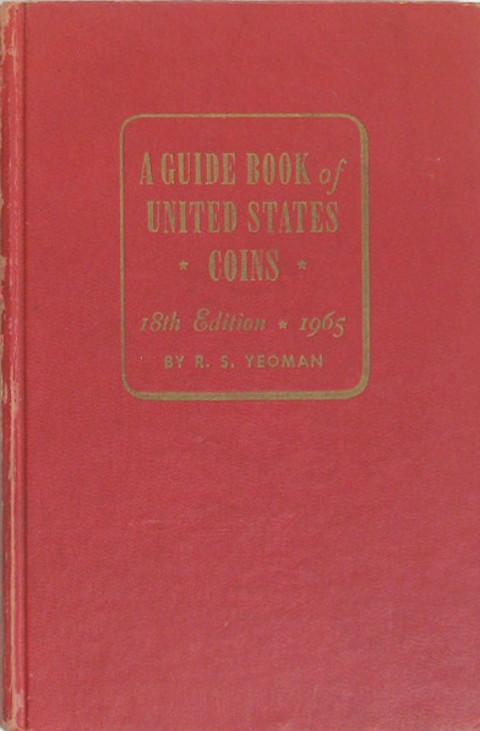 A GUIDE BOOK of
UNITED STATES
★ COINS ★
18th Edition ★ 1965
BY R. S. YEOMAN